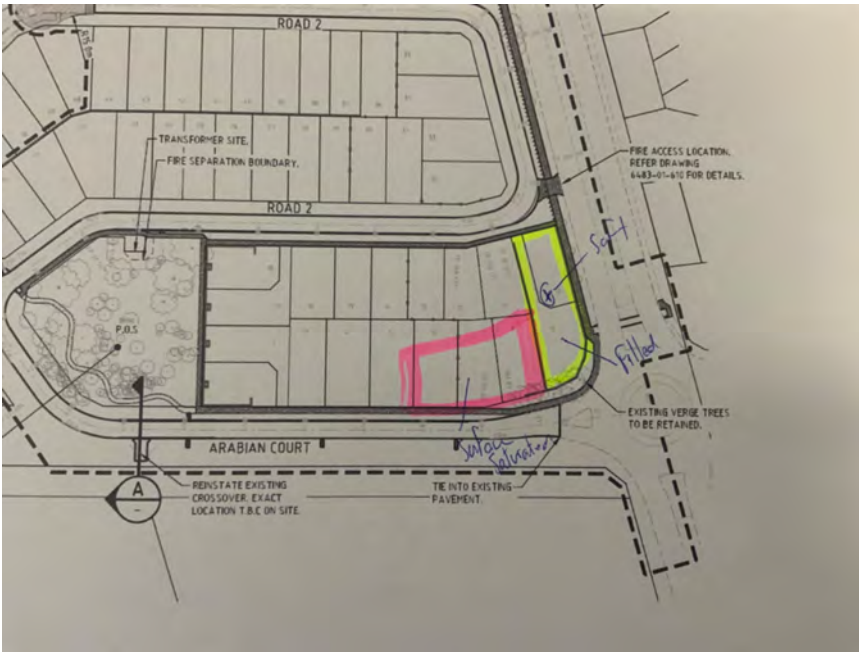 ROAD 2
TRANSFORMER SITE.
FIRE SEPARATION BOUNDARY.
FIRE ACCESS LOCATION.
REFER DRAWING
6483-01-610 FOR DETAILS.
ROAD 2
Soft
P.O.S
Filled
EXISTING VERGE TREES
TO BE RETAINED.
ARABIAN COURT
Surface
Saturated
REINSTATE EXISTING
CROSSOVER. EXACT
LOCATION T.B.C ON SITE.
TIE INTO EXISTING
PAVEMENT.
A
-